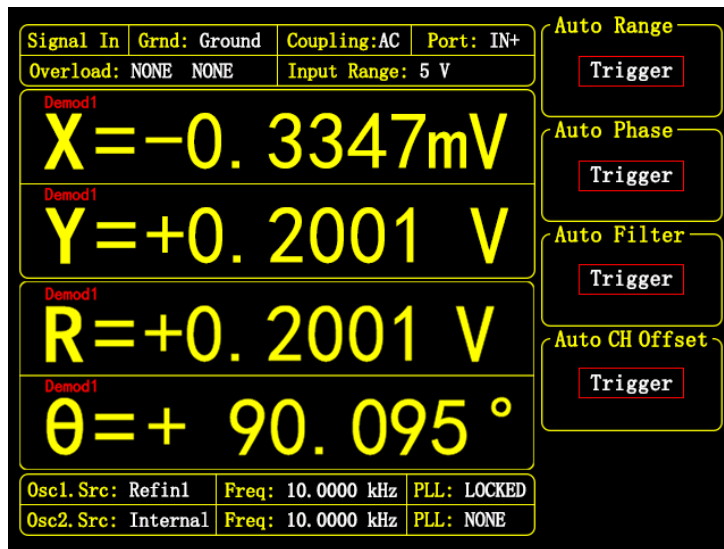 Signal In Grnd: Ground Coupling:AC Port: IN+
Overload: NONE NONE Input Range: 5 V
Demod1
X=-0.3347mV
Demod1
Y=+0.2001 V
Demod1
R=+0.2001 V
Demod1
θ=+ 90.095°
Osc1.Src: Refin1 Freq: 10.0000 kHz PLL: LOCKED
Osc2.Src: Internal Freq: 10.0000 kHz PLL: NONE
Auto Range
Trigger
Auto Phase
Trigger
Auto Filter
Trigger
Auto CH Offset
Trigger